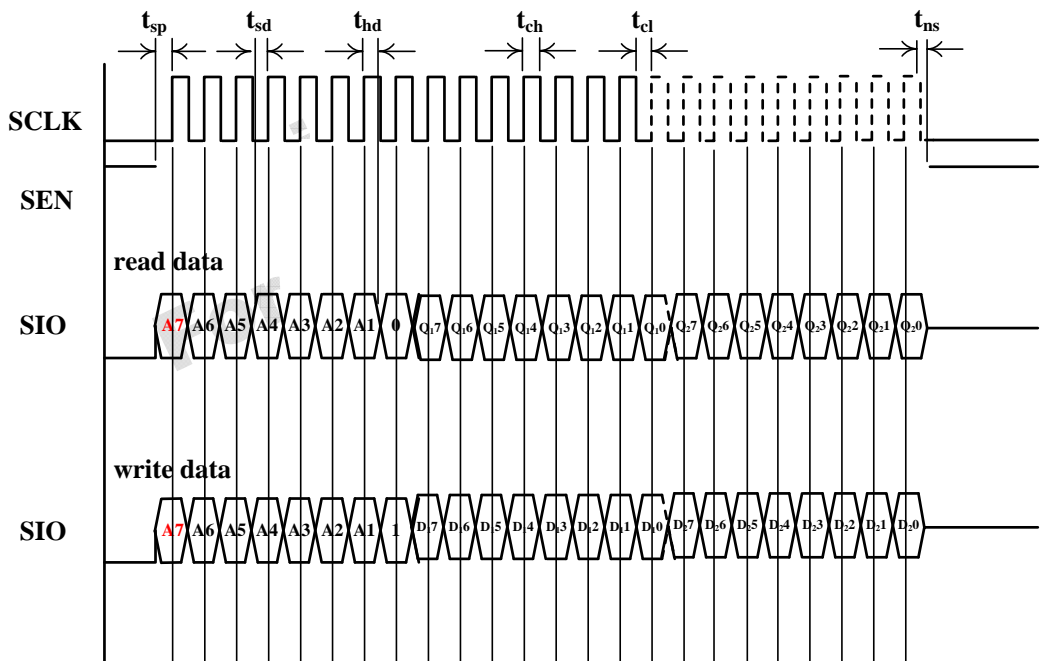 tsp tsd thd tch tcl tns
SCLK
SEN
read data
SIO A7 A6 A5 A4 A3 A2 A1 0 Q17 Q16 Q15 Q14 Q13 Q12 Q11 Q10 Q27 Q26 Q25 Q24 Q23 Q22 Q21 Q20
write data
SIO A7 A6 A5 A4 A3 A2 A1 1 D17 D16 D15 D14 D13 D12 D11 D10 D27 D26 D25 D24 D23 D22 D21 D20